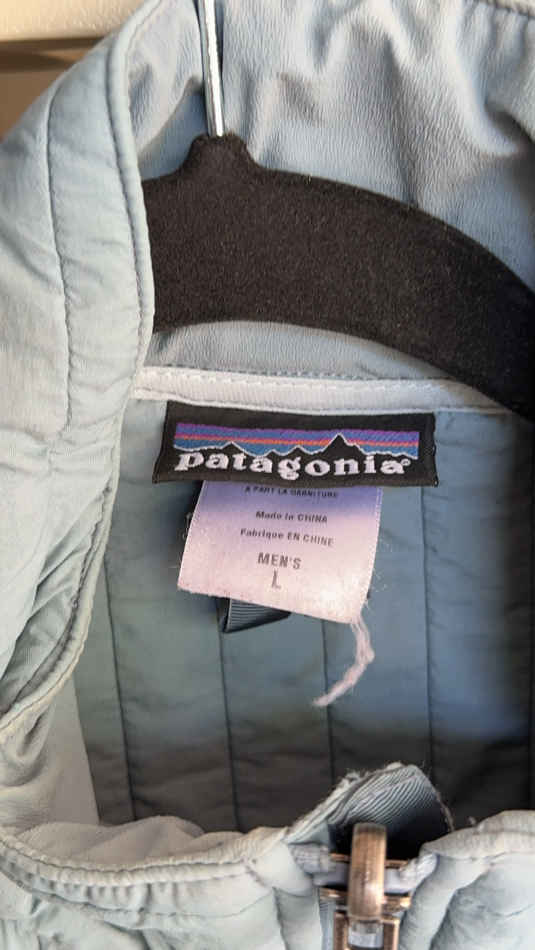 patagonia®
À PART LA GARNITURE
Made in CHINA
Fabriqué EN CHINE
MEN'S
L